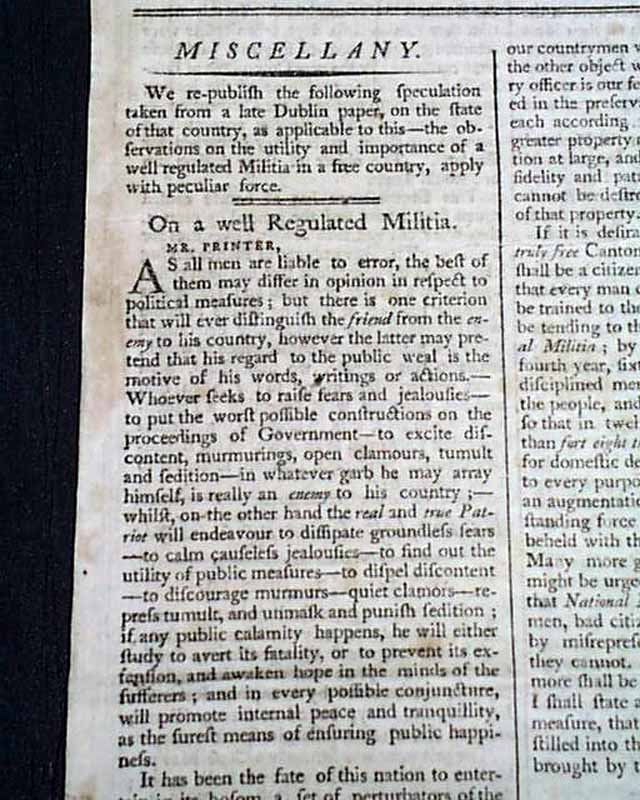 MISCELLANY.
We re-publiſh the following ſpeculation
taken from a late Dublin paper, on the ſtate
of that country, as applicable to this—the ob-
ſervations on the utility and importance of a
well regulated Militia in a free country, apply
with peculiar force.
On a well Regulated Militia.
MR. PRINTER,
AS all men are liable to error, the beſt of
them may differ in opinion in reſpect to
political meaſures; but there is one criterion
that will ever diſtinguiſh the friend from the en-
emy to his country, however the latter may pre-
tend that his regard to the public weal is the
motive of his words, writings or actions.—
Whoever ſeeks to raiſe fears and jealouſies—
to put the worſt poſſible conſtructions on the
proceedings of Government—to excite diſ-
content, murmurings, open clamours, tumult
and ſedition—in whatever garb he may array
himſelf, is really an enemy to his country;—
whilſt, on the other hand the real and true Pat-
riot will endeavour to diſſipate groundleſs fears
—to calm cauſeleſs jealouſies—to find out the
utility of public meaſures—to diſpel diſcontent
—to diſcourage murmurs—quiet clamors—re-
preſs tumult, and unmaſk and puniſh ſedition;
if any public calamity happens, he will either
ſtudy to avert its fatality, or to prevent its ex-
tenſion, and awaken hope in the minds of the
ſufferers; and in every poſſible conjuncture,
will promote internal peace and tranquillity,
as the ſureſt means of enſuring public happi-
neſs.
It has been the fate of this nation to enter-
tain in its boſom a ſet of perturbators of the
our countrymen
the other object
ry officer is our
ed in the preſerv
each according
greater property
tion at large, and
fidelity and
cannot be
of that property.
If it is
truly free Canton
ſhall be a citizen
that every man
be trained to the
be tending to th
al Militia; by
fourth year,
diſciplined men
the people, and
ſo that in
than fort eight
for domeſtic
to every
an augmentati
ſtanding force
beheld with th
Many more
might be urge
that National
men, bad
by
they cannot.
more ſhall be
I ſhall ſtate
meaſure, that
ſtilled into th
brought by